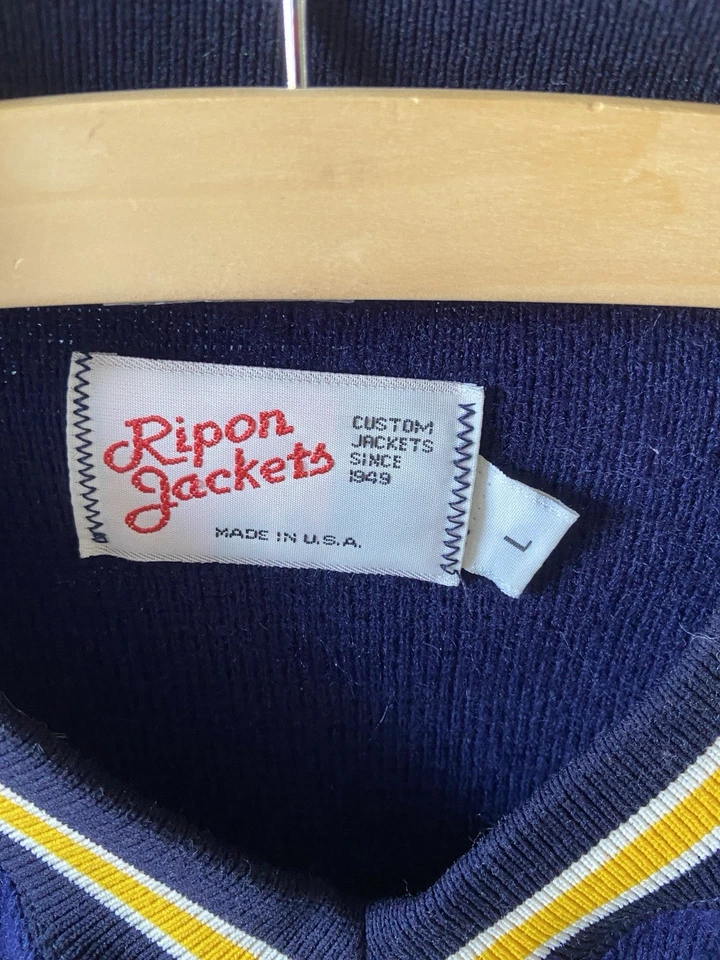 Ripon
Jackets
CUSTOM
JACKETS
SINCE
1949
MADE IN U.S.A.
L